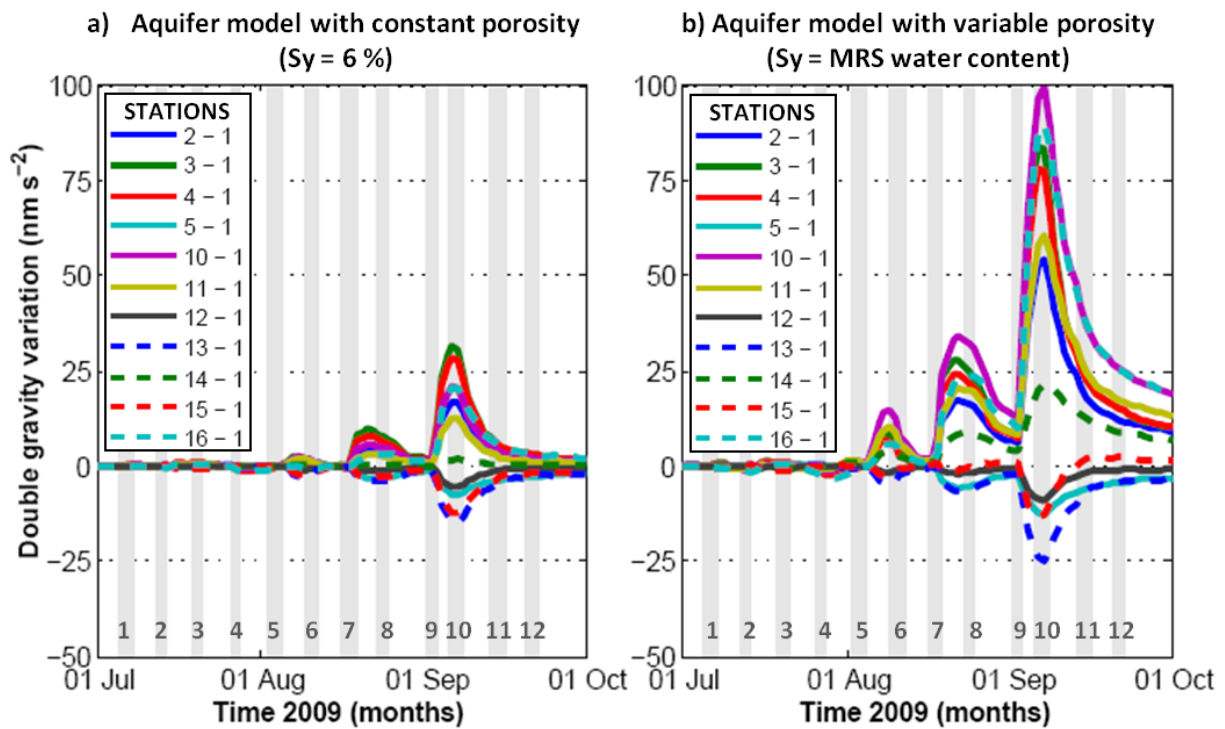 a) Aquifer model with constant porosity
(Sy = 6 %)
b) Aquifer model with variable porosity
(Sy = MRS water content)
Double gravity variation (nm s⁻²)
100
75
50
25
0
−25
−50
STATIONS
2 – 1
3 – 1
4 – 1
5 – 1
10 – 1
11 – 1
12 – 1
13 – 1
14 – 1
15 – 1
16 – 1
1 2 3 4 5 6 7 8 9 10 11 12
01 Jul 01 Aug 01 Sep 01 Oct
Time 2009 (months)
100
75
50
25
0
−25
−50
STATIONS
2 – 1
3 – 1
4 – 1
5 – 1
10 – 1
11 – 1
12 – 1
13 – 1
14 – 1
15 – 1
16 – 1
1 2 3 4 5 6 7 8 9 10 11 12
01 Jul 01 Aug 01 Sep 01 Oct
Time 2009 (months)